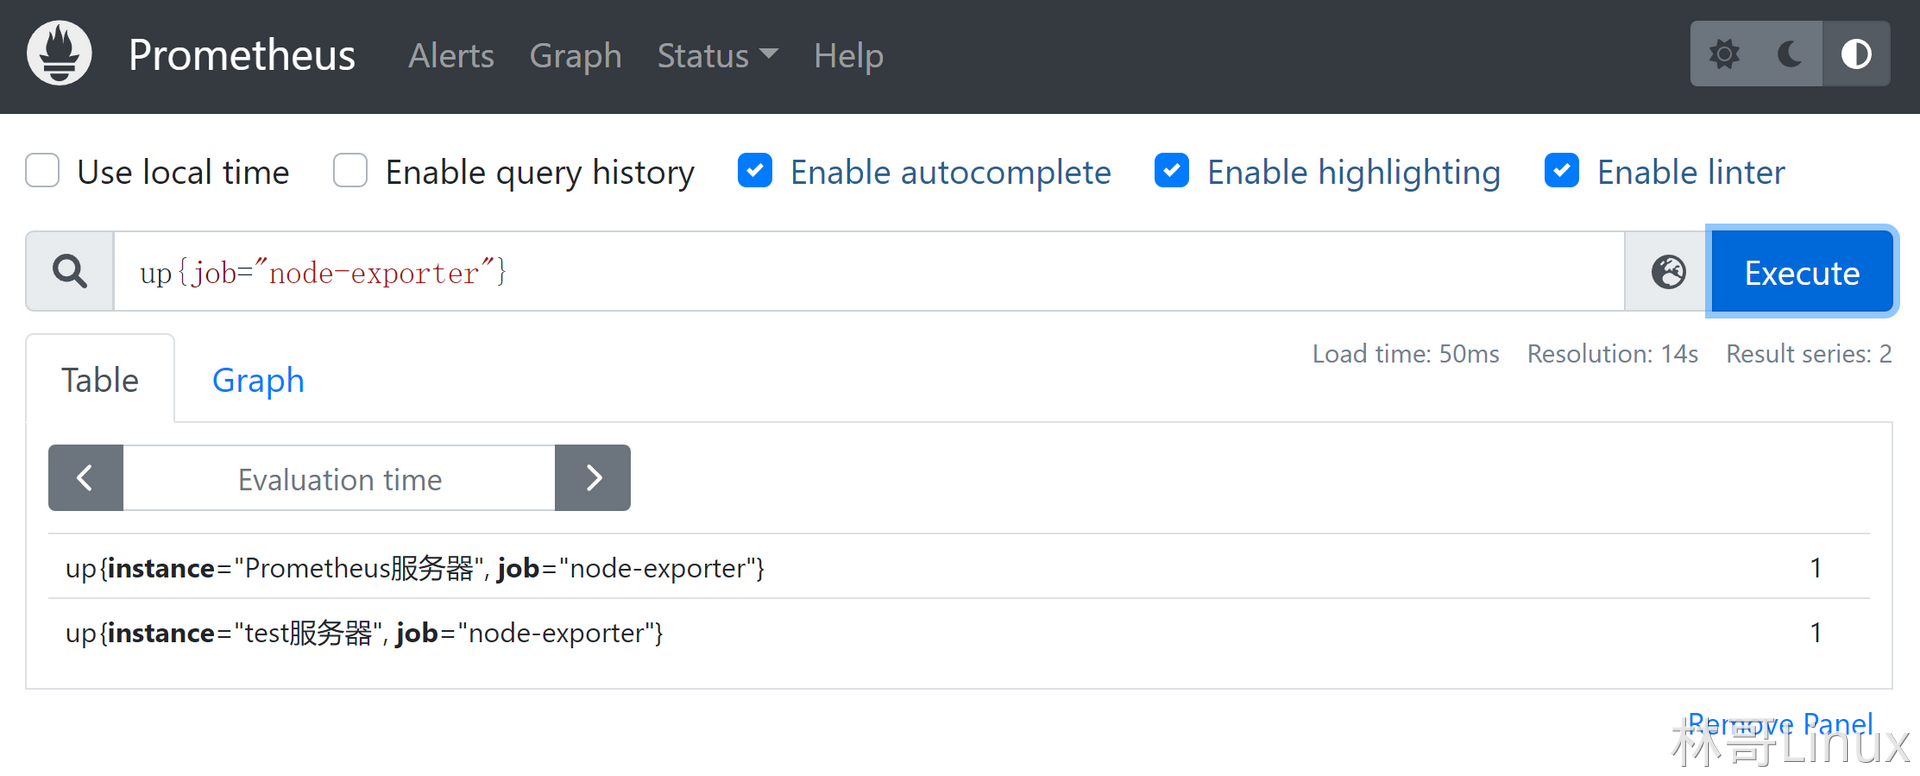 Prometheus Alerts Graph Status Help
Use local time Enable query history Enable autocomplete Enable highlighting Enable linter
up{job="node-exporter"} Execute
Load time: 50ms Resolution: 14s Result series: 2
Table Graph
Evaluation time
up{instance="Prometheus服务器", job="node-exporter"} 1
up{instance="test服务器", job="node-exporter"} 1
Remove Panel
林哥Linux